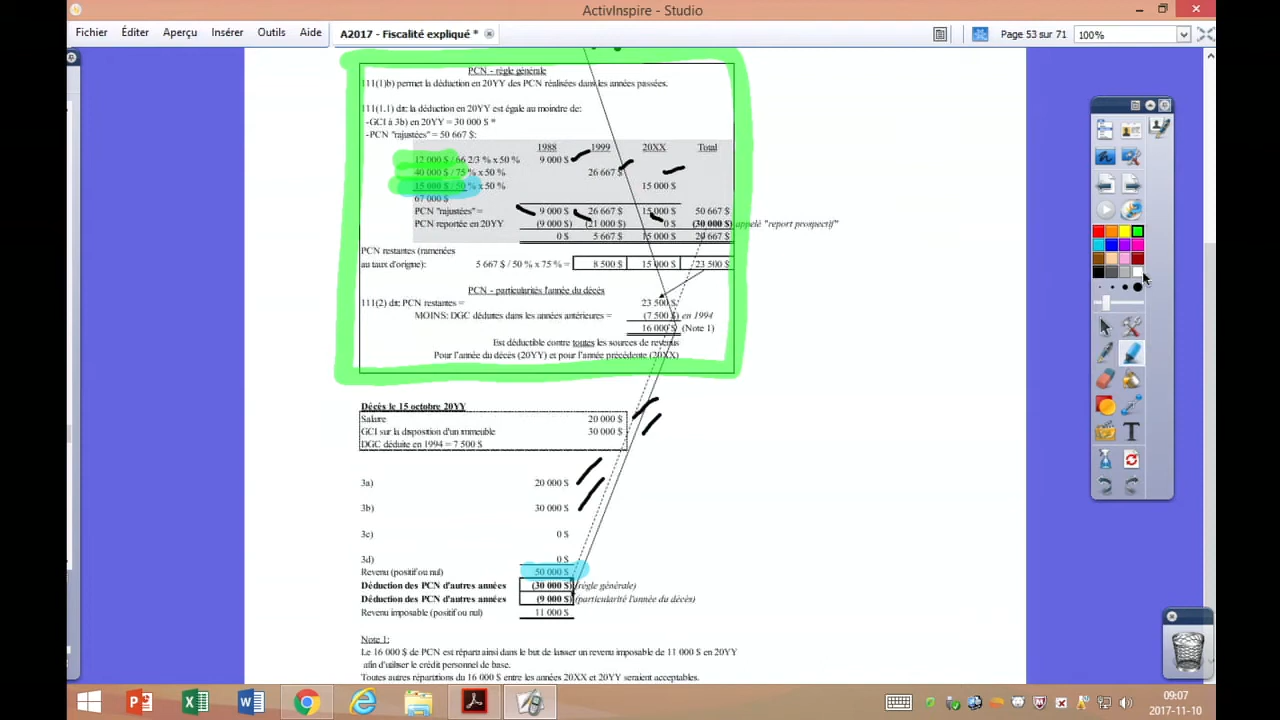 ActivInspire - Studio
Fichier Éditer Aperçu Insérer Outils Aide A2017 - Fiscalité expliqué * Page 53 sur 71 100%
PCN - règle générale
111(1)b) permet la déduction en 20YY des PCN réalisées dans les années passées.
111(1.1) dit: la déduction en 20YY est égale au moindre de:
-GCI à 3b) en 20YY = 30 000 $ *
-PCN "rajustées" = 50 667 $:
1988 1999 20XX Total
12 000 $ / 66 2/3 % x 50 % 9 000 $
40 000 $ / 75 % x 50 % 26 667 $
15 000 $ / 50 % x 50 % 15 000 $
67 000 $
PCN "rajustées" = 9 000 $ 26 667 $ 15 000 $ 50 667 $
PCN reportée en 20YY (9 000 $) (21 000 $) 0 $ (30 000 $) appelé "report prospectif"
0 $ 5 667 $ 15 000 $ 20 667 $
PCN restantes (ramenées
au taux d'origne): 5 667 $ / 50 % x 75 % = 8 500 $ 15 000 $ 23 500 $
PCN - particularités l'année du décès
111(2) dit: PCN restantes = 23 500 $
MOINS: DGC déduites dans les années antérieures = (7 500 $) en 1994
16 000 $ (Note 1)
Est déductible contre toutes les sources de revenus
Pour l'année du décès (20YY) et pour l'année précédente (20XX)
Décès le 15 octobre 20YY
Salaire 20 000 $
GCI sur la disposition d'un immeuble 30 000 $
DGC déduite en 1994 = 7 500 $
3a) 20 000 $
3b) 30 000 $
3c) 0 $
3d) 0 $
Revenu (positif ou nul) 50 000 $
Déduction des PCN d'autres années (30 000 $) (règle générale)
Déduction des PCN d'autres années (9 000 $) (particularité l'année du décès)
Revenu imposable (positif ou nul) 11 000 $
Note 1:
Le 16 000 $ de PCN est réparti ainsi dans le but de laisser un revenu imposable de 11 000 $ en 20YY
afin d'utiliser le crédit personnel de base.
Toutes autres répartitions du 16 000 $ entre les années 20XX et 20YY seraient acceptables.
09:07
2017-11-10